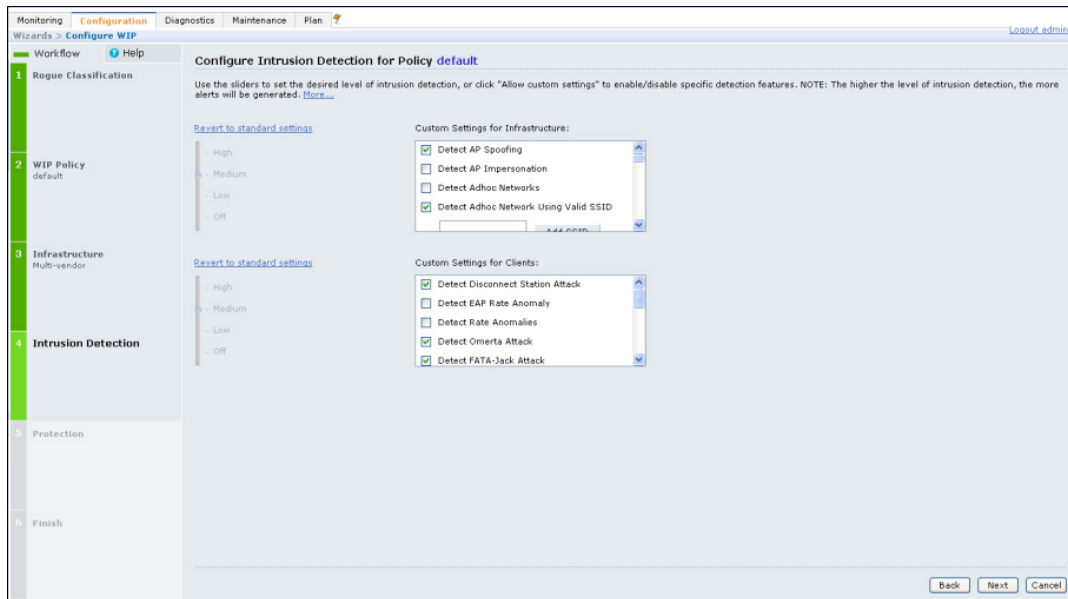 Monitoring Configuration Diagnostics Maintenance Plan
Wizards > Configure WIP
Logout admin
Workflow Help
1 Rogue Classification
2 WIP Policy
default
3 Infrastructure
Multi-vendor
4 Intrusion Detection
5 Protection
6 Finish
Configure Intrusion Detection for Policy default
Use the sliders to set the desired level of intrusion detection, or click "Allow custom settings" to enable/disable specific detection features. NOTE: The higher the level of intrusion detection, the more
alerts will be generated. More...
Revert to standard settings
High
Medium
Low
Off
Custom Settings for Infrastructure:
Detect AP Spoofing
Detect AP Impersonation
Detect Adhoc Networks
Detect Adhoc Network Using Valid SSID
Add SSID
Revert to standard settings
High
Medium
Low
Off
Custom Settings for Clients:
Detect Disconnect Station Attack
Detect EAP Rate Anomaly
Detect Rate Anomalies
Detect Omerta Attack
Detect FATA-Jack Attack
Back Next Cancel